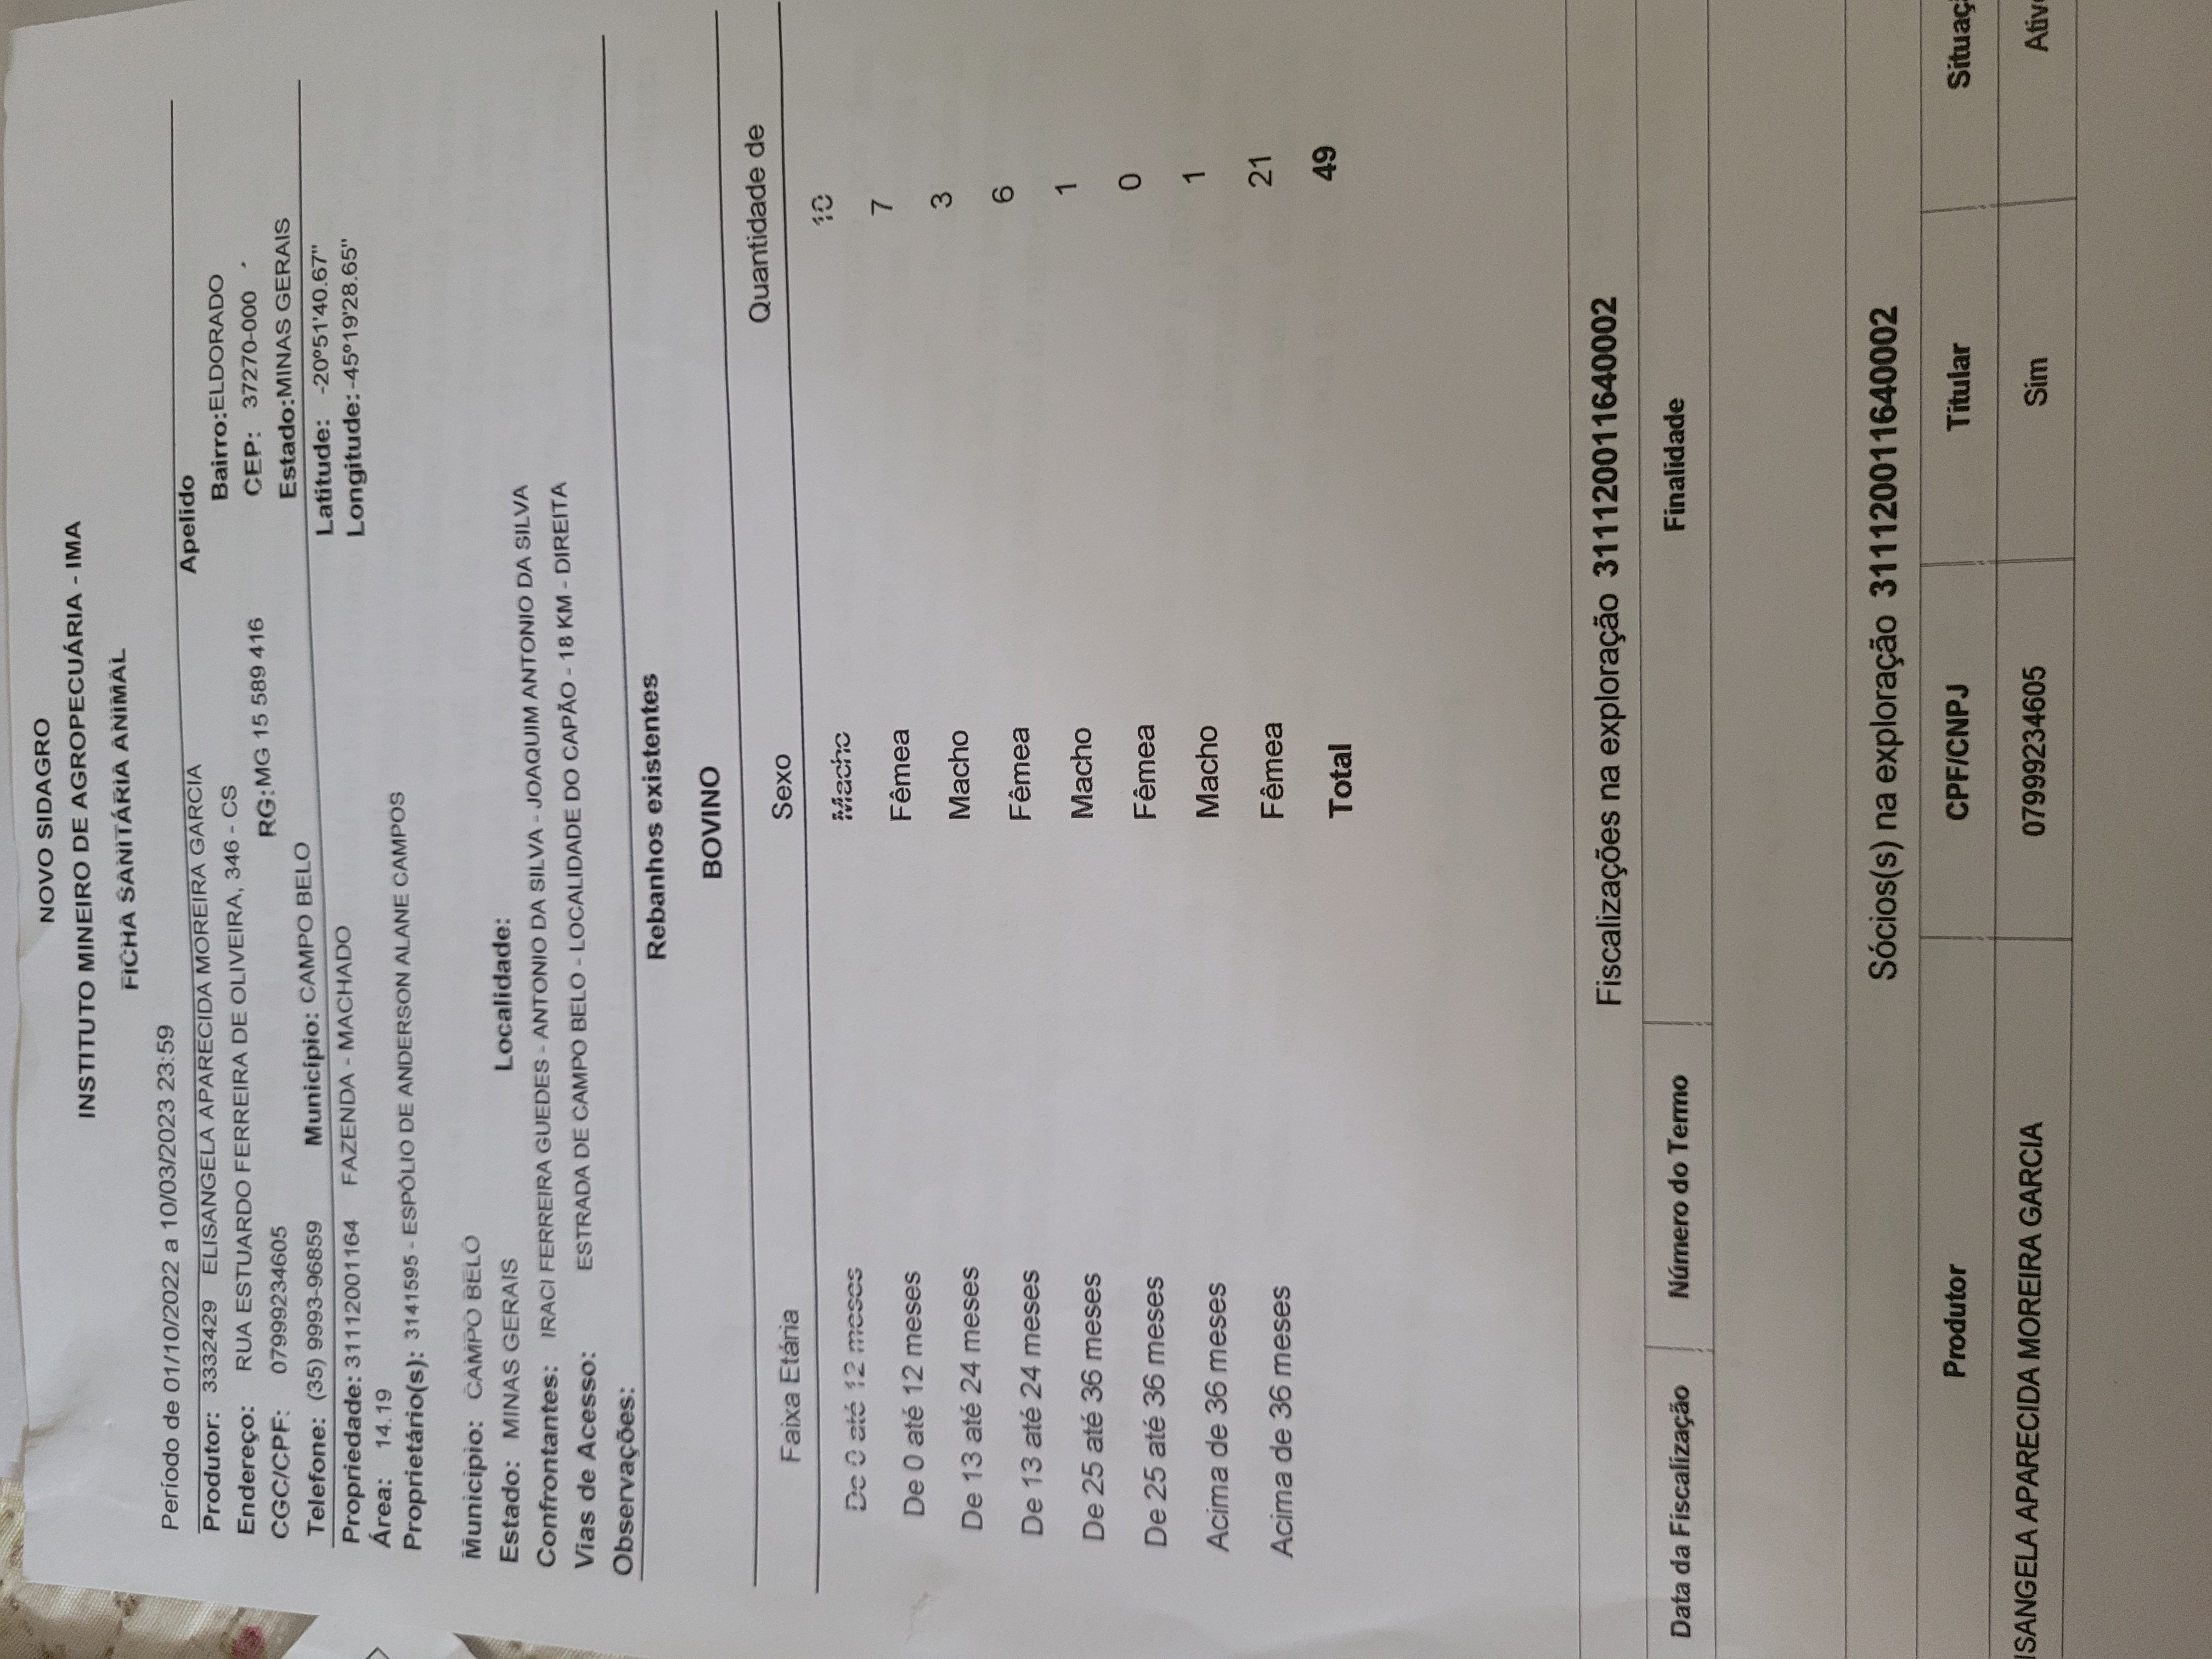 NOVO SIDAGRO
INSTITUTO MINEIRO DE AGROPECUÁRIA - IMA
FICHA SANITÁRIA ANIMAL
Período de 01/10/2022 a 10/03/2023 23:59
Produtor: 3332429 ELISANGELA APARECIDA MOREIRA GARCIA Apelido
Endereço: RUA ESTUARDO FERREIRA DE OLIVEIRA, 346 - CS Bairro:ELDORADO
CGC/CPF: 07999234605 RG:MG 15 589 416 CEP: 37270-000
Telefone: (35) 9993-96859 Município: CAMPO BELO Estado:MINAS GERAIS
Propriedade: 31112001164 FAZENDA - MACHADO Latitude: -20º51'40.67"
Área: 14.19 Longitude: -45º19'28.65"
Proprietário(s): 3141595 - ESPÓLIO DE ANDERSON ALANE CAMPOS
Municipio: CAMPO BELO
Estado: MINAS GERAIS Localidade:
Confrontantes: IRACI FERREIRA GUEDES - ANTONIO DA SILVA - JOAQUIM ANTONIO DA SILVA
Vias de Acesso: ESTRADA DE CAMPO BELO - LOCALIDADE DO CAPÃO - 18 KM - DIREITA
Observações:
Rebanhos existentes
BOVINO
Faixa Etária Sexo Quantidade de
De 0 até 12 meses Macho 10
De 0 até 12 meses Fêmea 7
De 13 até 24 meses Macho 3
De 13 até 24 meses Fêmea 6
De 25 até 36 meses Macho 1
De 25 até 36 meses Fêmea 0
Acima de 36 meses Macho 1
Acima de 36 meses Fêmea 21
Total 49
Fiscalizações na exploração 311120011640002
Data da Fiscalização Número do Termo Finalidade
Sócios(s) na exploração 311120011640002
Produtor CPF/CNPJ Titular Situaç
ISANGELA APARECIDA MOREIRA GARCIA 07999234605 Sim Ativ